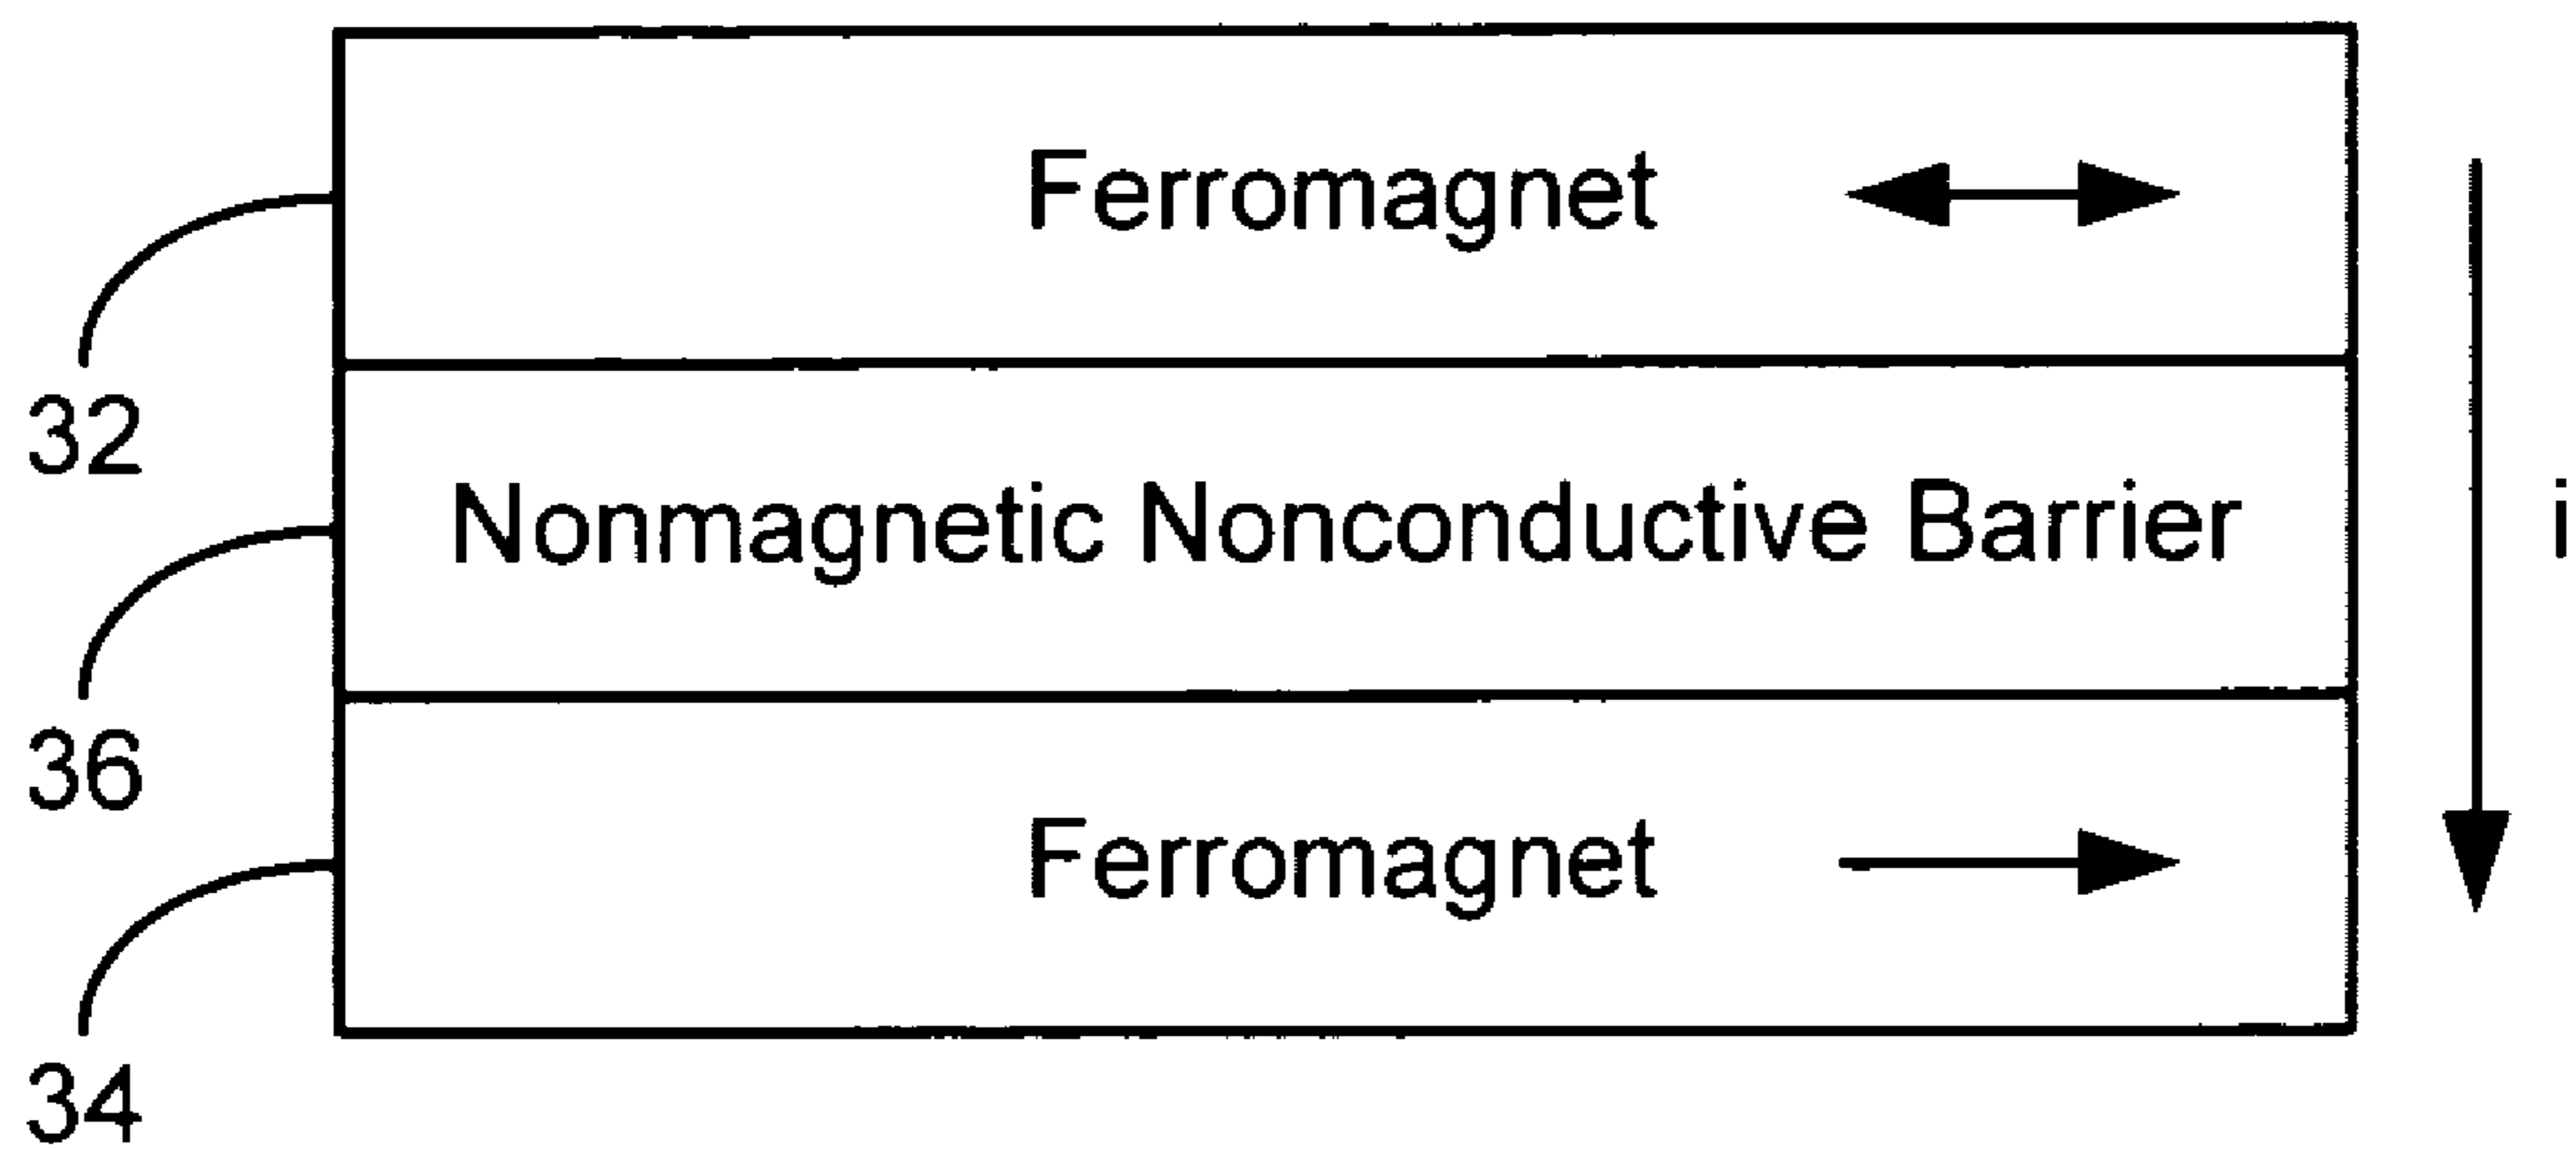 Ferromagnet
32
Nonmagnetic Nonconductive Barrier
i
36
Ferromagnet
34